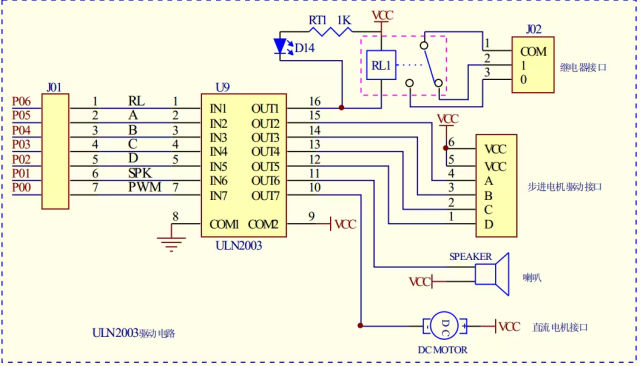 RT1 1K VCC J02
D14
RL1
1 COM
2 1
3 0
继电器接口
J01 U9
P06 1 RL 1 IN1 OUT1 16
P05 2 A 2 IN2 OUT2 15
P04 3 B 3 IN3 OUT3 14
P03 4 C 4 IN4 OUT4 13
P02 5 D 5 IN5 OUT5 12
P01 6 SPK 6 IN6 OUT6 11
P00 7 PWM 7 IN7 OUT7 10
8 COM1 COM2 9 VCC
ULN2003
VCC
6 VCC
5 VCC
4 A
3 B
2 C
1 D
步进电机驱动接口
SPEAKER
VCC
喇叭
DC
VCC
直流电机接口
DC MOTOR
ULN2003驱动电路